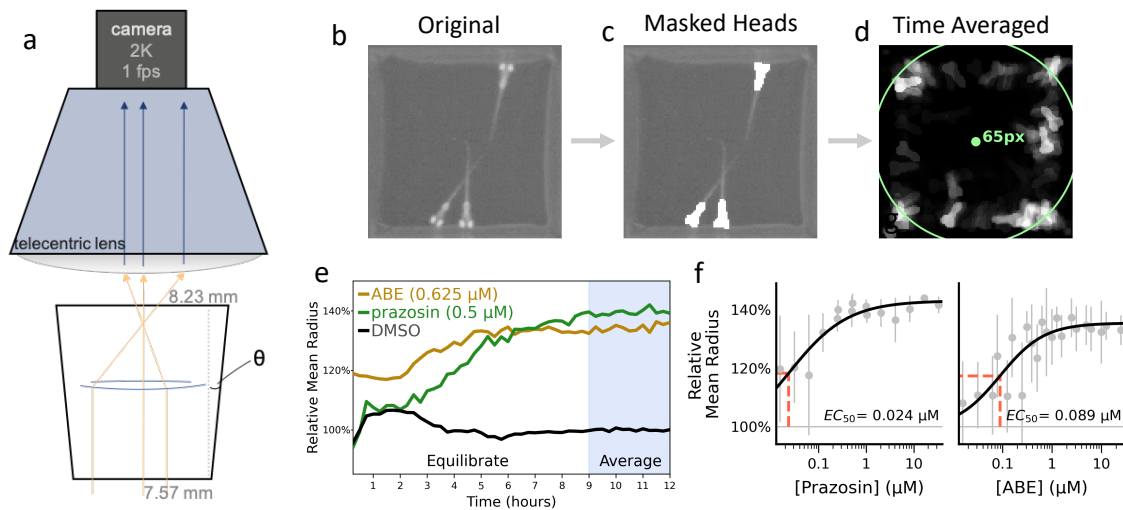 a
camera
2K
1 fps
telecentric lens
8.23 mm
θ
7.57 mm
b
Original
c
Masked Heads
d
Time Averaged
65px
e
ABE (0.625 μM)
prazosin (0.5 μM)
DMSO
Relative Mean Radius
140%
120%
100%
Equilibrate
Average
1 2 3 4 5 6 7 8 9 10 11 12
Time (hours)
f
Relative
Mean Radius
140%
120%
100%
EC50= 0.024 μM
0.1 1 10
[Prazosin] (μM)
EC50= 0.089 μM
0.1 1 10
[ABE] (μM)